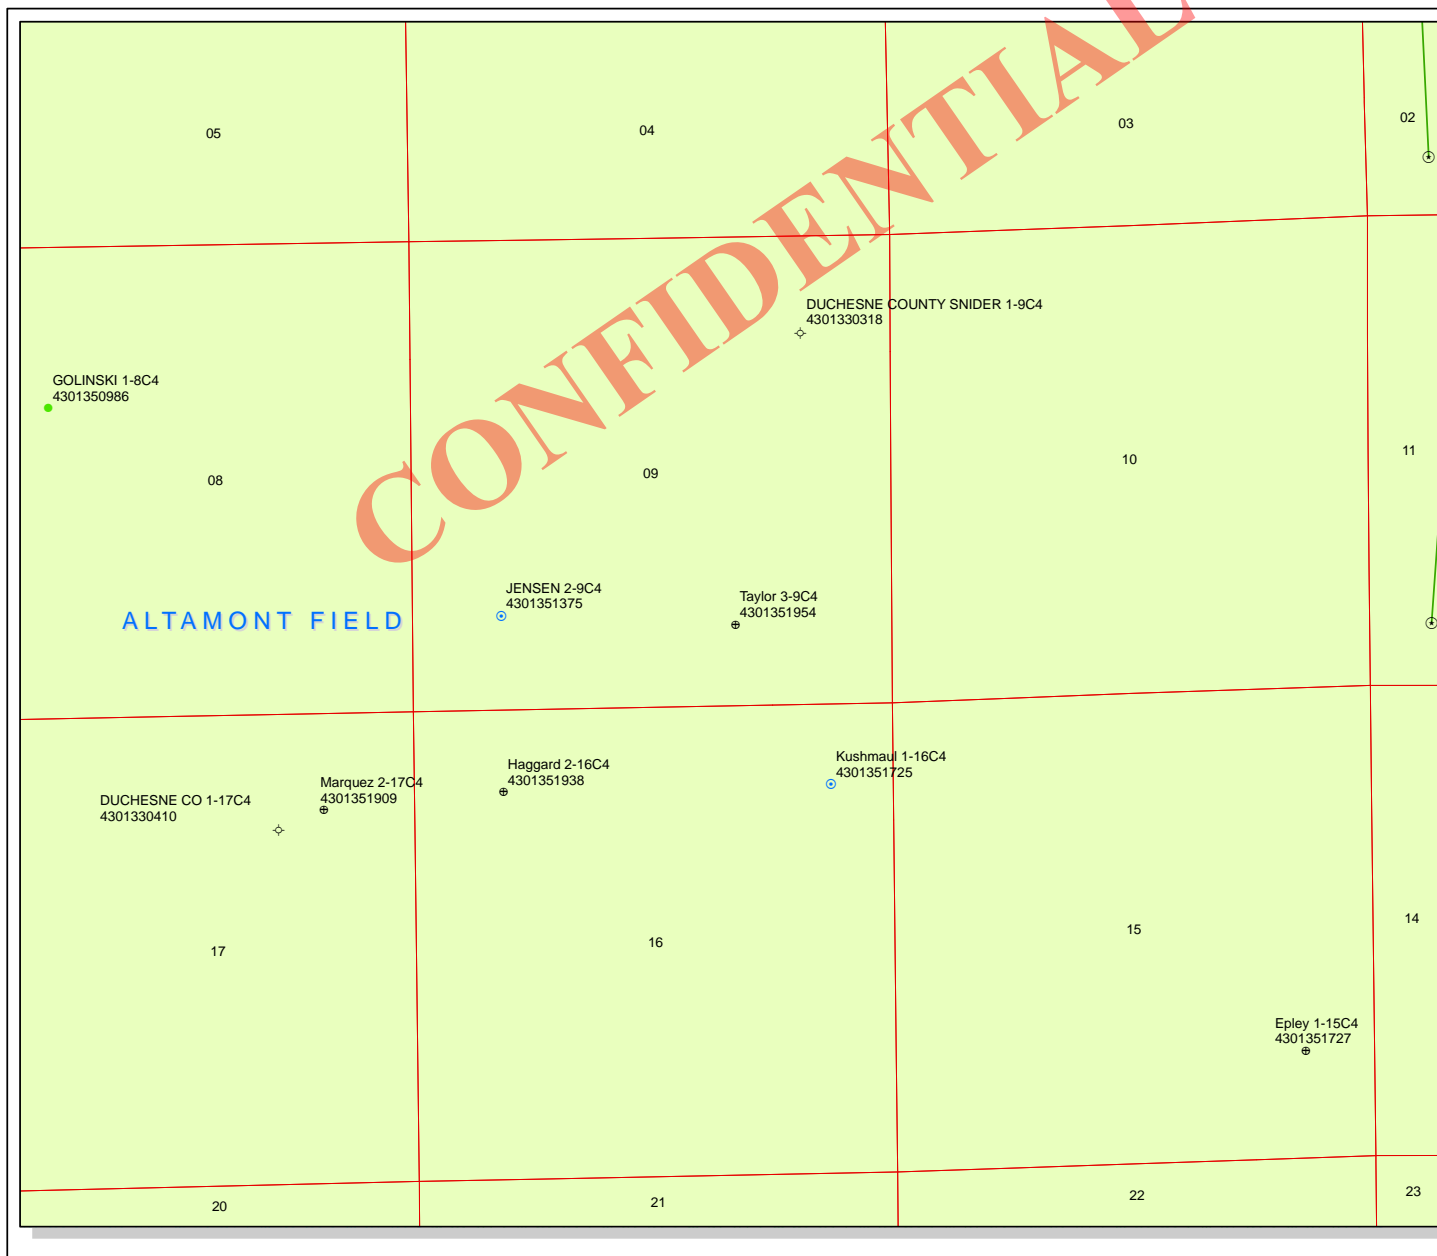 CONFIDENTIAL
05
04
03
02
DUCHESNE COUNTY SNIDER 1-9C4
4301330318
GOLINSKI 1-8C4
4301350986
08
09
10
11
JENSEN 2-9C4
4301351375
Taylor 3-9C4
4301351954
ALTAMONT FIELD
Kushmaul 1-16C4
4301351725
Haggard 2-16C4
4301351938
Marquez 2-17C4
4301351909
DUCHESNE CO 1-17C4
4301330410
17
16
15
14
Epley 1-15C4
4301351727
20
21
22
23